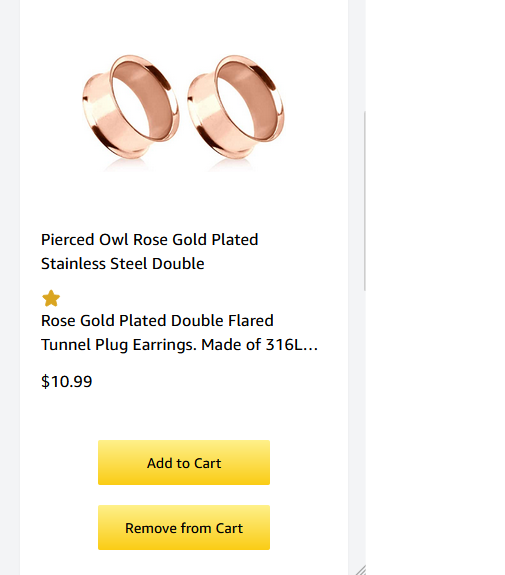 Pierced Owl Rose Gold Plated
Stainless Steel Double
Rose Gold Plated Double Flared
Tunnel Plug Earrings. Made of 316L...
$10.99
Add to Cart
Remove from Cart